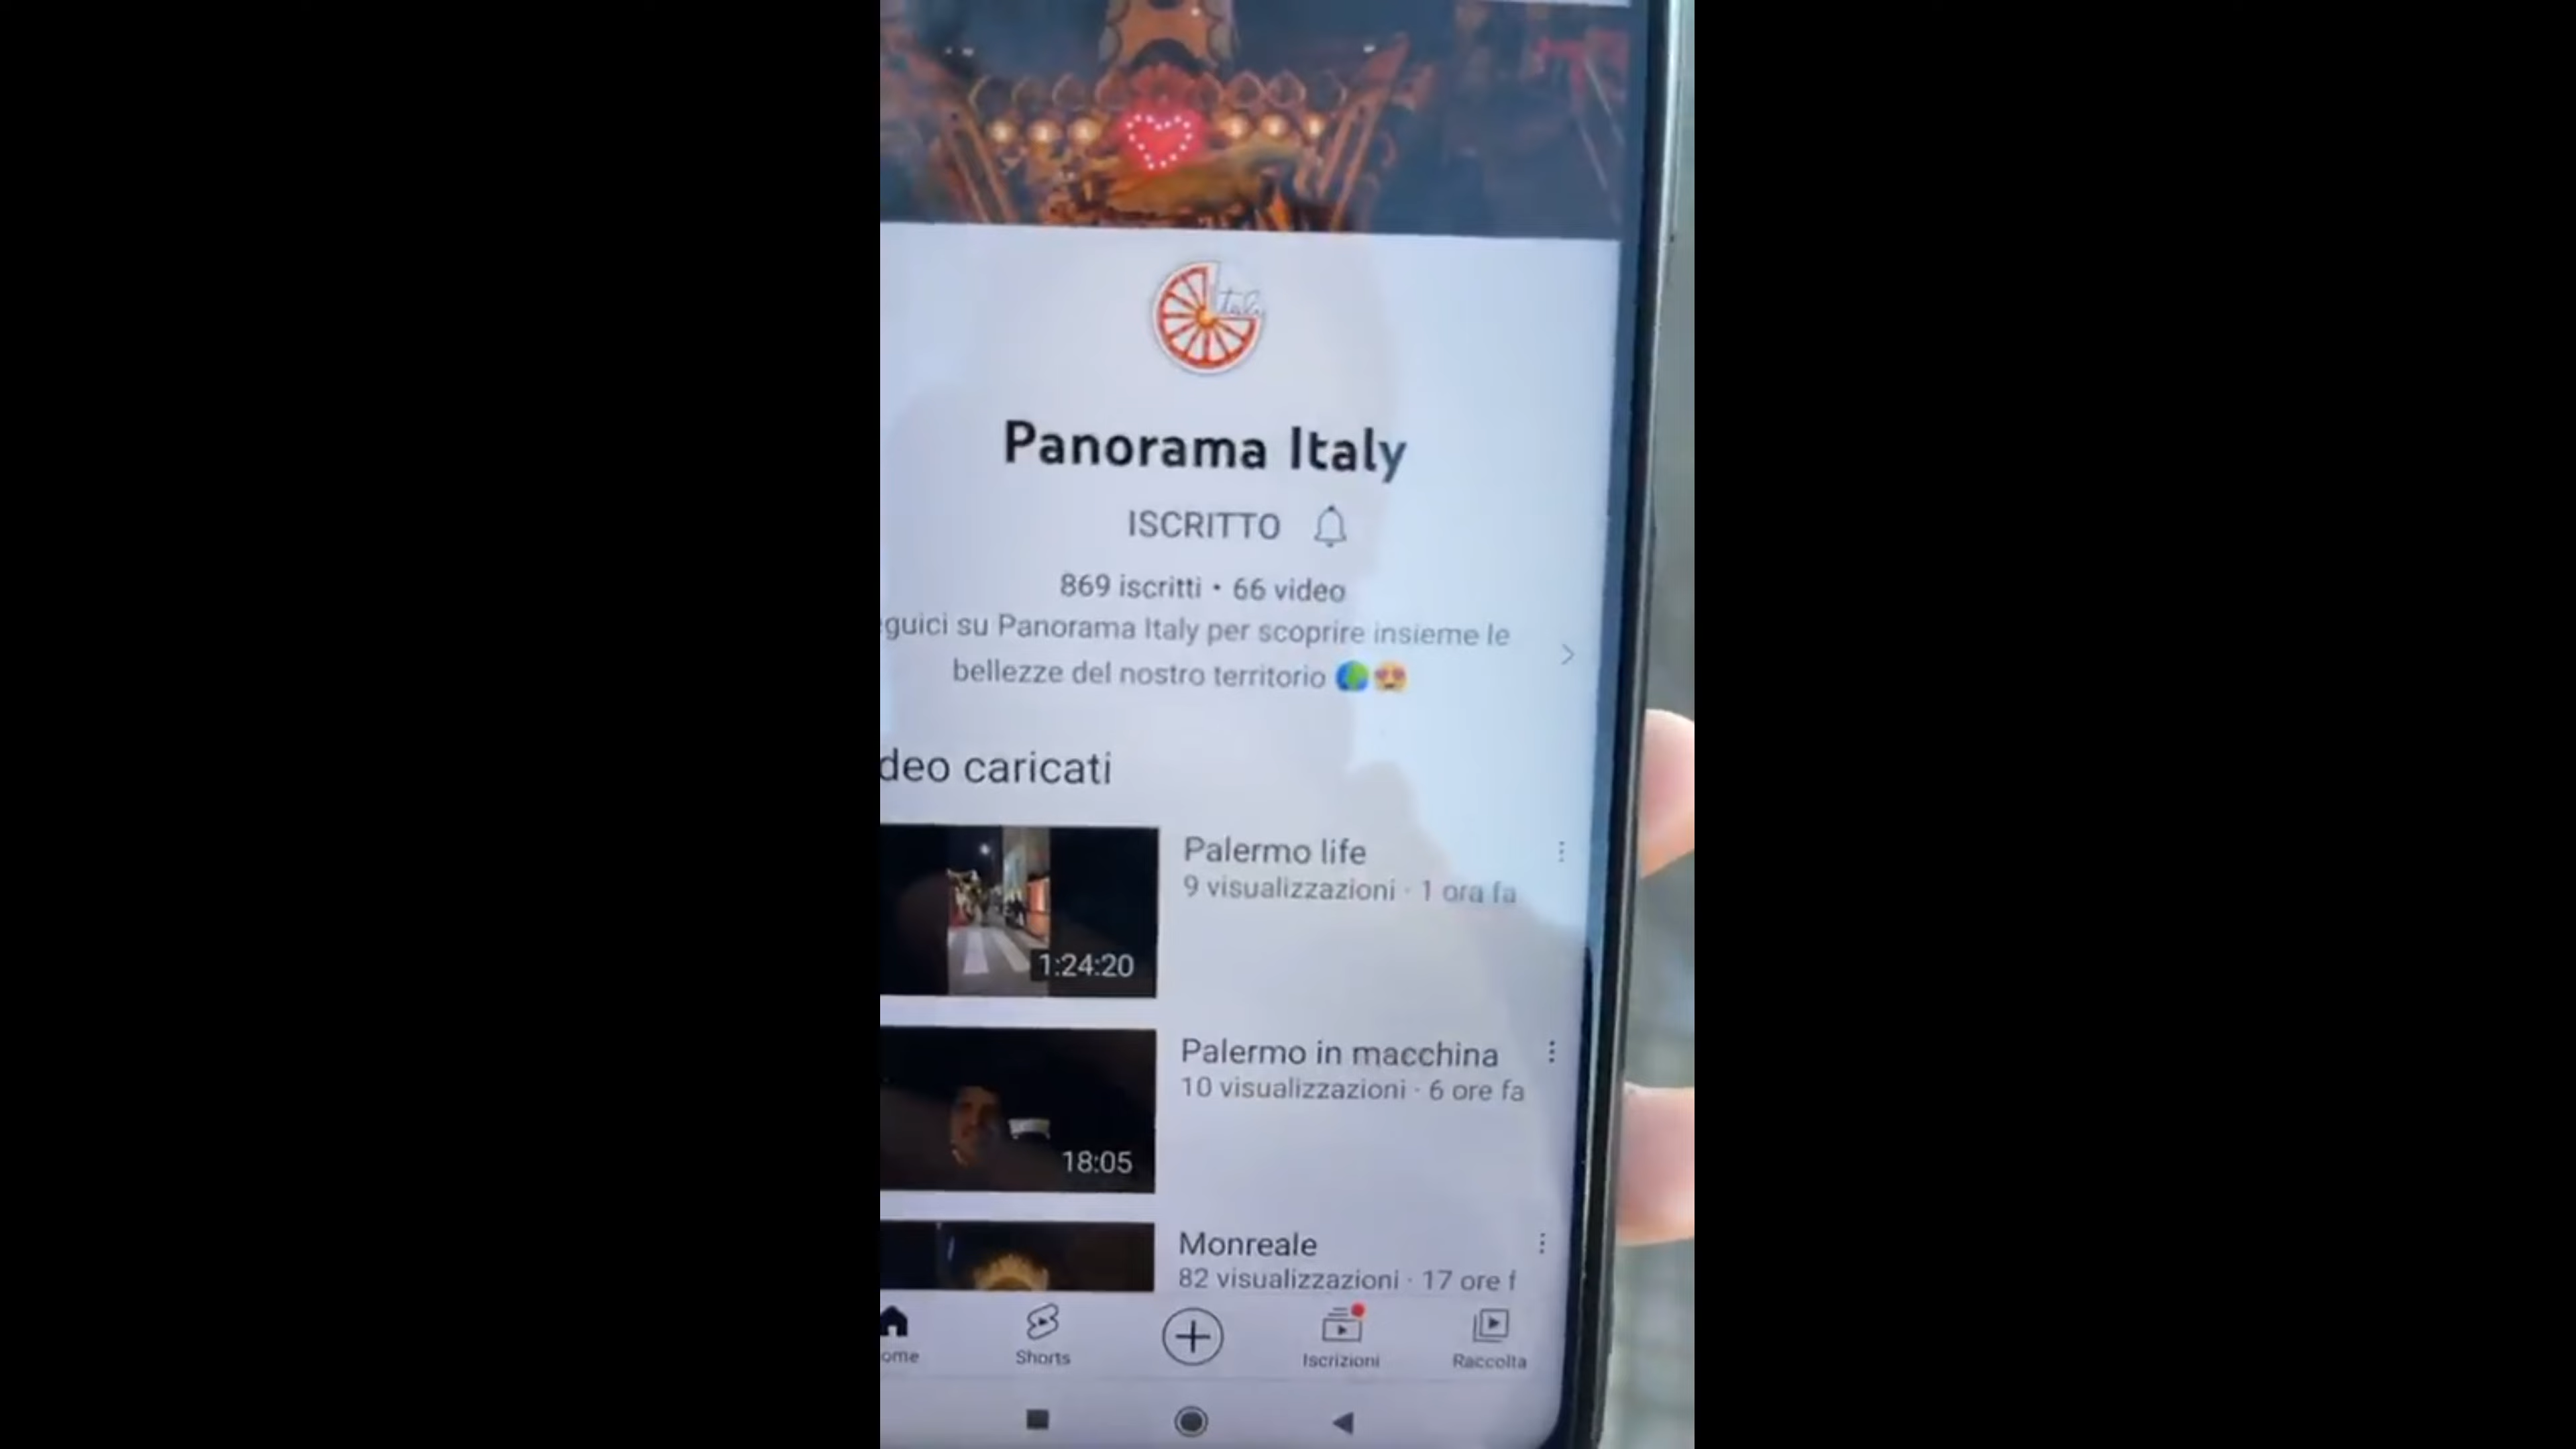 Italy
Panorama Italy
ISCRITTO
869 iscritti • 66 video
guici su Panorama Italy per scoprire insieme le
bellezze del nostro territorio 🌍😍
deo caricati
Palermo life
9 visualizzazioni · 1 ora fa
1:24:20
Palermo in macchina
10 visualizzazioni · 6 ore fa
18:05
Monreale
82 visualizzazioni · 17 ore f
ome
Shorts
Iscrizioni
Raccolta